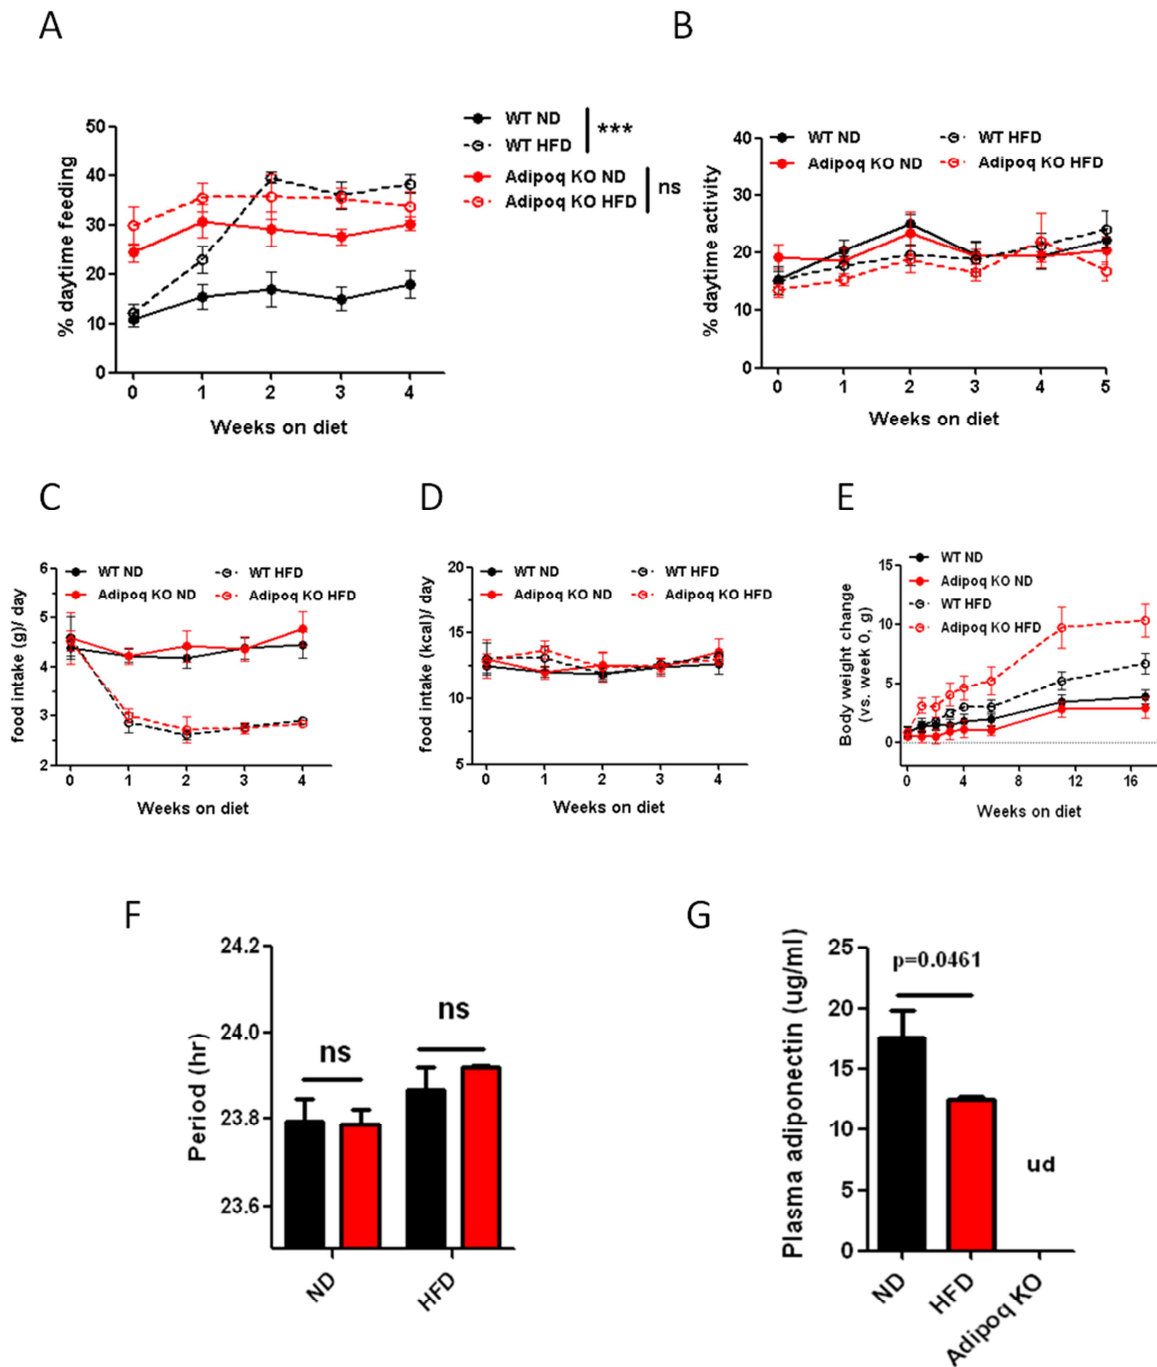 A
50
40
30
20
10
0
% daytime feeding
0 1 2 3 4
Weeks on diet
WT ND
WT HFD
***
Adipoq KO ND
Adipoq KO HFD
ns
B
40
30
20
10
0
% daytime activity
WT ND
WT HFD
Adipoq KO ND
Adipoq KO HFD
0 1 2 3 4 5
Weeks on diet
C
6
5
4
3
2
food intake (g)/ day
WT ND
WT HFD
Adipoq KO ND
Adipoq KO HFD
0 1 2 3 4
Weeks on diet
D
20
15
10
5
food intake (kcal)/ day
WT ND
WT HFD
Adipoq KO ND
Adipoq KO HFD
0 1 2 3 4
Weeks on diet
E
WT ND
Adipoq KO ND
WT HFD
Adipoq KO HFD
15
10
5
0
Body weight change
(vs. week 0, g)
0 4 8 12 16
Weeks on diet
F
24.2
24.0
23.8
23.6
Period (hr)
ns
ns
ND
HFD
G
25
20
15
10
5
0
Plasma adiponectin (ug/ml)
p=0.0461
ud
ND
HFD
Adipoq KO